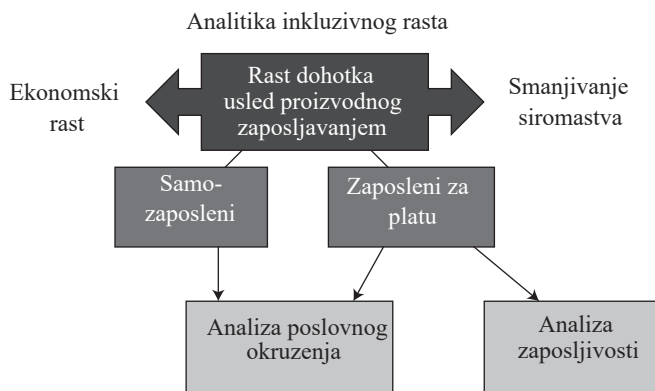 Analitika inkluzivnog rasta
Ekonomski
rast
Rast dohotka
usled proizvodnog
zaposljavanjem
Smanjivanje
siromastva
Samo-
zaposleni
Zaposleni za
platu
Analiza poslovnog
okruzenja
Analiza
zaposljivosti